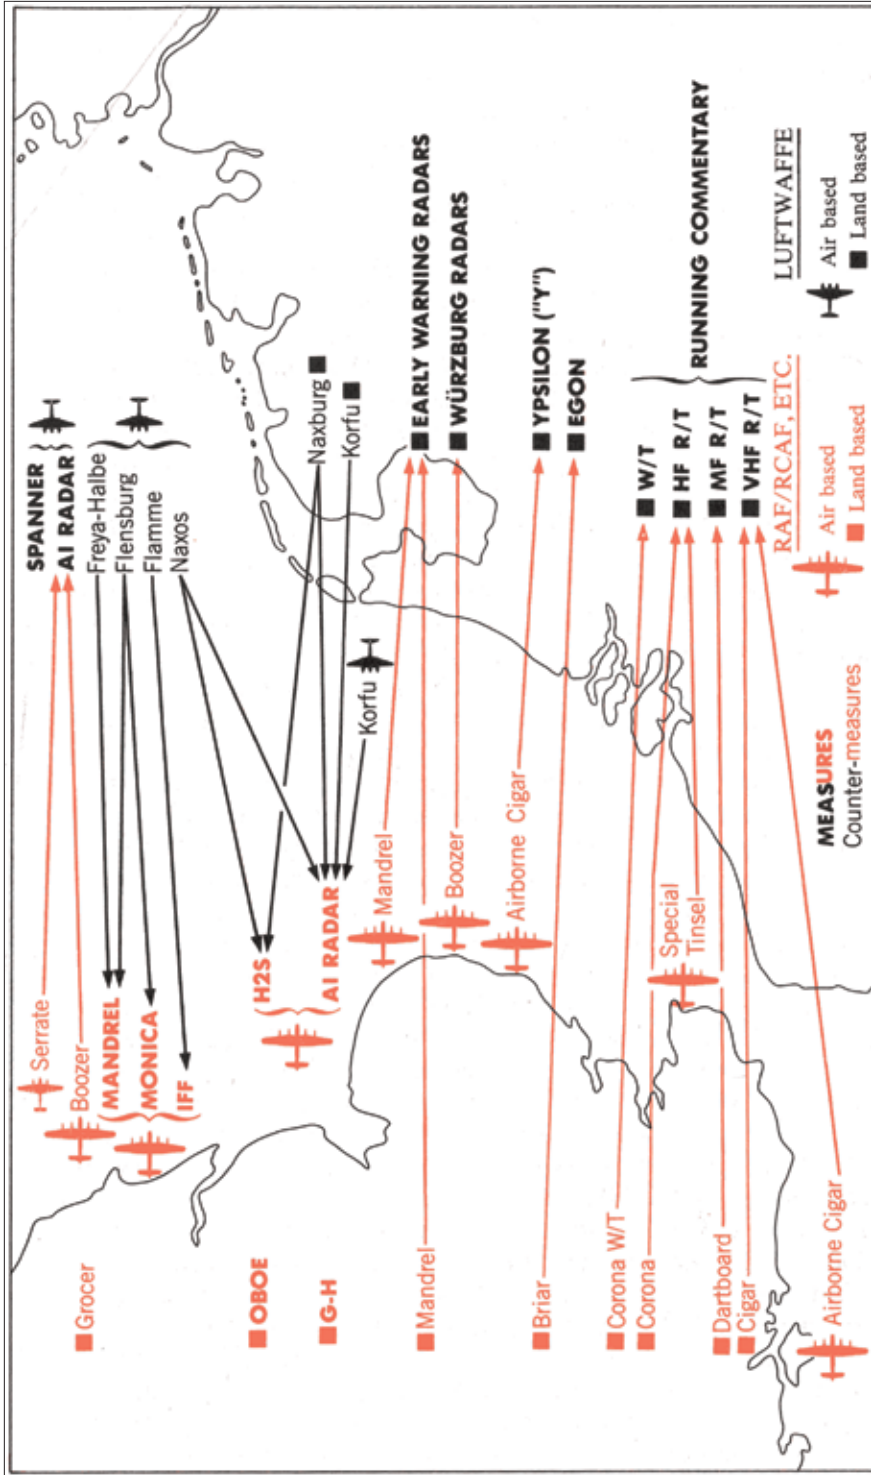 Grocer
OBOE
G-H
Mandrel
Briar
Corona W/T
Corona
Dartboard
Cigar
Airborne Cigar
Serrate
Boozer
MANDREL
MONICA
IFF
H2S
AI RADAR
Mandrel
Boozer
Airborne Cigar
Special
Tinsel
Korfu
SPANNER
AI RADAR
Freya-Halbe
Flensburg
Flamme
Naxos
Naxburg
Korfu
EARLY WARNING RADARS
WÜRZBURG RADARS
YPSILON ("Y")
EGON
W/T
HF R/T
MF R/T
VHF R/T
RUNNING COMMENTARY
MEASURES
Counter-measures
RAF/RCAF, ETC.
Air based
Land based
LUFTWAFFE
Air based
Land based